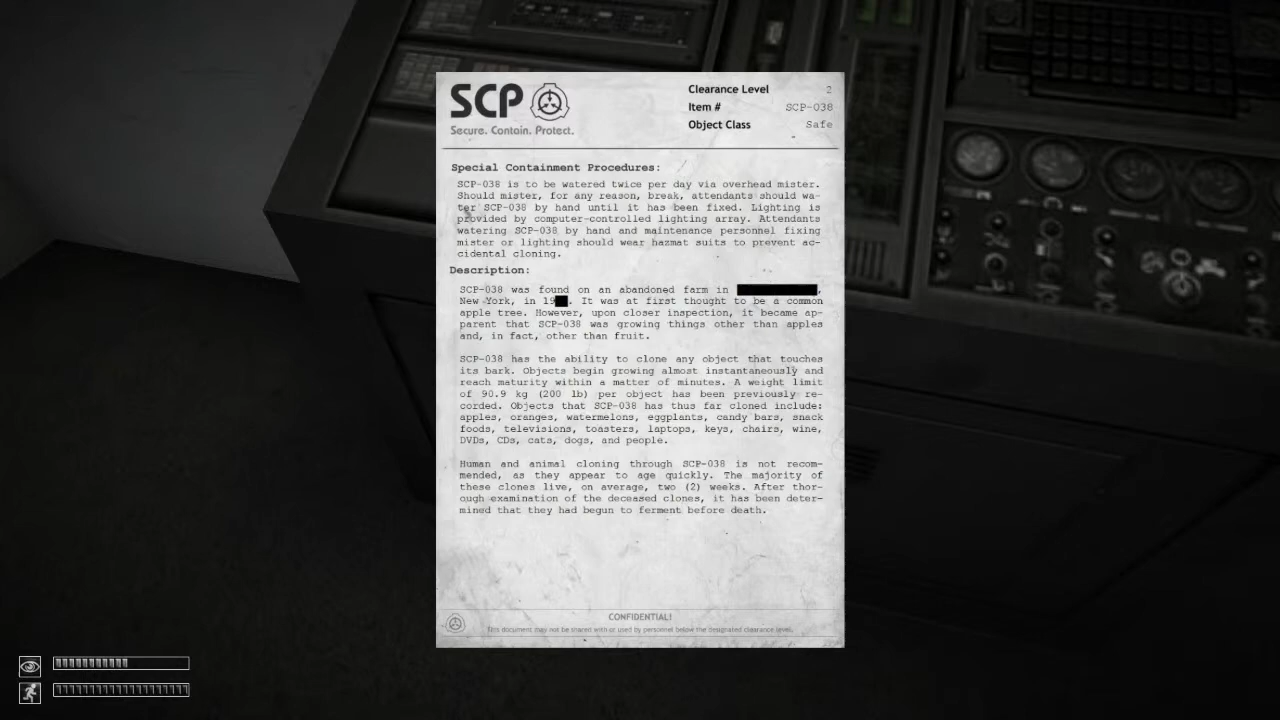 SCP
Secure. Contain. Protect.
Clearance Level 2
Item # SCP-038
Object Class Safe
Special Containment Procedures:
SCP-038 is to be watered twice per day via overhead mister.
Should mister, for any reason, break, attendants should wa-
ter SCP-038 by hand until it has been fixed. Lighting is
provided by computer-controlled lighting array. Attendants
watering SCP-038 by hand and maintenance personnel fixing
mister or lighting should wear hazmat suits to prevent ac-
cidental cloning.
Description:
SCP-038 was found on an abandoned farm in ,
New York, in 19 . It was at first thought to be a common
apple tree. However, upon closer inspection, it became ap-
parent that SCP-038 was growing things other than apples
and, in fact, other than fruit.
SCP-038 has the ability to clone any object that touches
its bark. Objects begin growing almost instantaneously and
reach maturity within a matter of minutes. A weight limit
of 90.9 kg (200 lb) per object has been previously re-
corded. Objects that SCP-038 has thus far cloned include:
apples, oranges, watermelons, eggplants, candy bars, snack
foods, televisions, toasters, laptops, keys, chairs, wine,
DVDs, CDs, cats, dogs, and people.
Human and animal cloning through SCP-038 is not recom-
mended, as they appear to age quickly. The majority of
these clones live, on average, two (2) weeks. After thor-
ough examination of the deceased clones, it has been deter-
mined that they had begun to ferment before death.
CONFIDENTIAL!
This document may not be shared with or used by personnel below the designated clearance level.